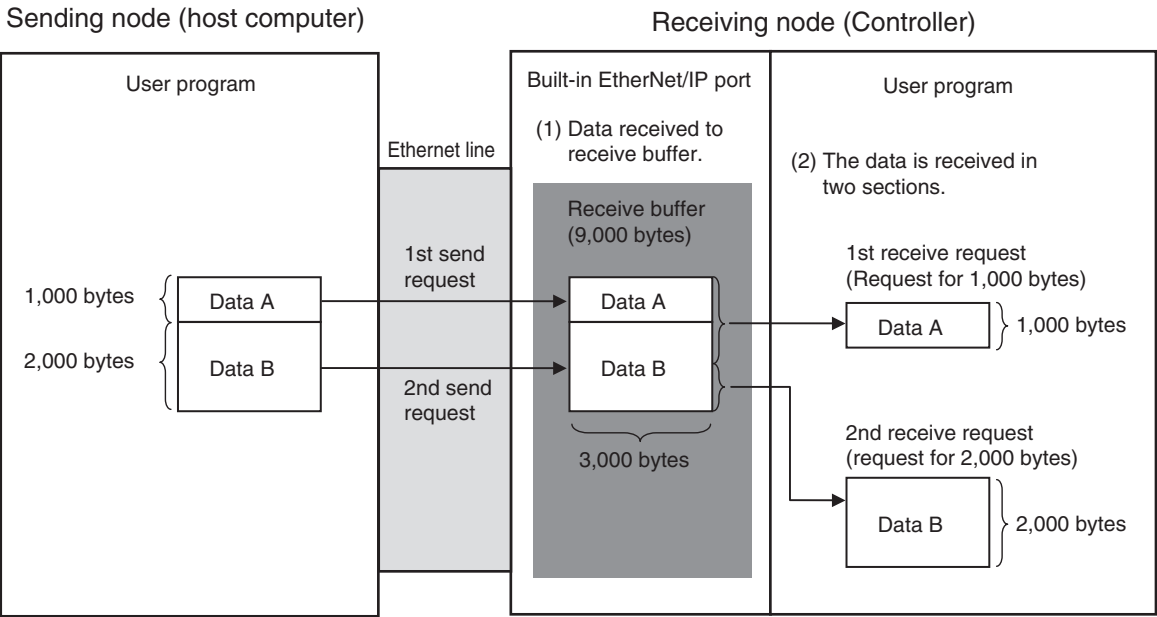 Sending node (host computer)
Receiving node (Controller)
User program
Built-in EtherNet/IP port
User program
Ethernet line
(1) Data received to
receive buffer.
(2) The data is received in
two sections.
Receive buffer
(9,000 bytes)
1st send
request
1st receive request
(Request for 1,000 bytes)
1,000 bytes
Data A
Data A
Data A
1,000 bytes
2,000 bytes
Data B
Data B
2nd send
request
3,000 bytes
2nd receive request
(request for 2,000 bytes)
Data B
2,000 bytes